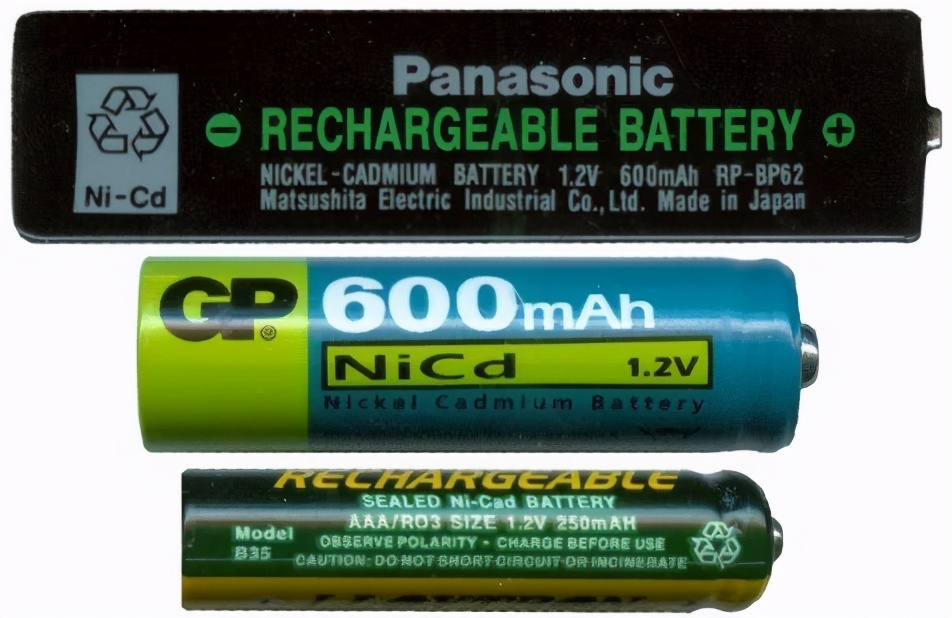 Panasonic
RECHARGEABLE BATTERY
NICKEL-CADMIUM BATTERY 1.2V 600mAh RP-BP62
Matsushita Electric Industrial Co., Ltd. Made in Japan
Ni-Cd
GP
600mAh
NiCd 1.2V
Nickel Cadmium Battery
RECHARGEABLE
SEALED Ni-Cad BATTERY
AAA/R03 SIZE 1.2V 250mAH
OBSERVE POLARITY - CHARGE BEFORE USE
CAUTION: DO NOT SHORT CIRCUIT OR INCINERATE
Model
B35